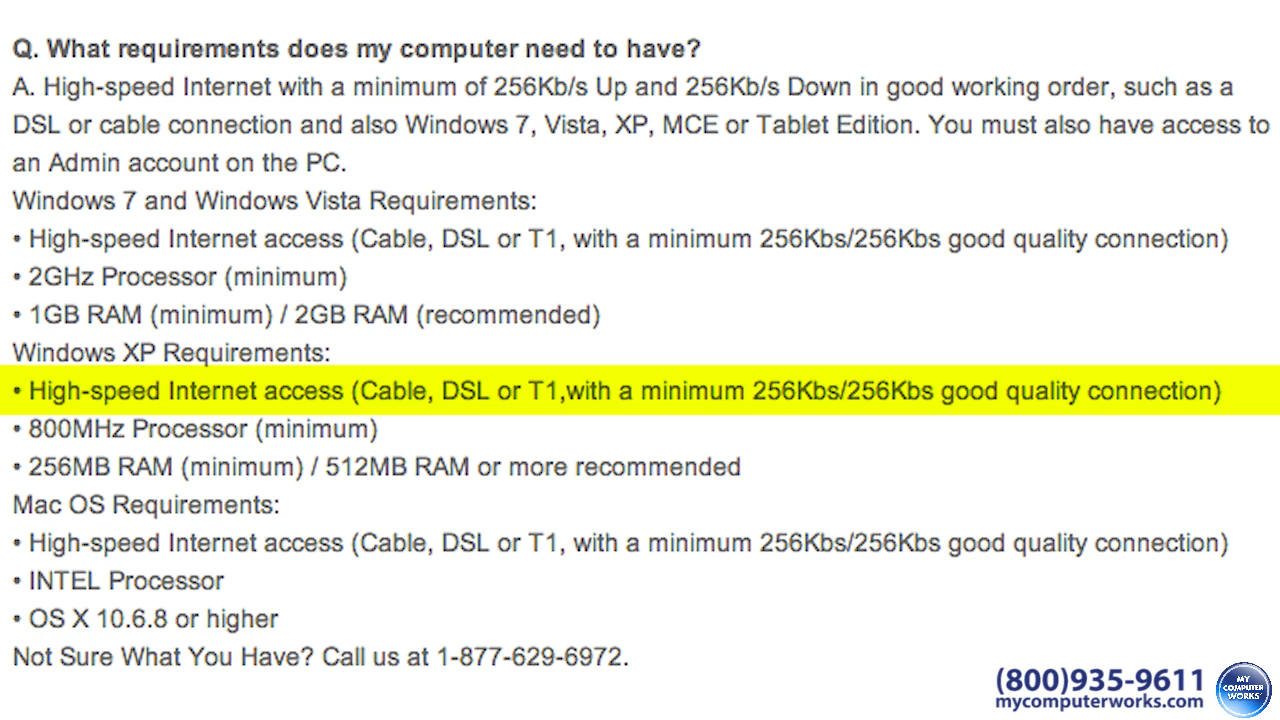 Q. What requirements does my computer need to have?
A. High-speed Internet with a minimum of 256Kb/s Up and 256Kb/s Down in good working order, such as a
DSL or cable connection and also Windows 7, Vista, XP, MCE or Tablet Edition. You must also have access to
an Admin account on the PC.
Windows 7 and Windows Vista Requirements:
• High-speed Internet access (Cable, DSL or T1, with a minimum 256Kbs/256Kbs good quality connection)
• 2GHz Processor (minimum)
• 1GB RAM (minimum) / 2GB RAM (recommended)
Windows XP Requirements:
• High-speed Internet access (Cable, DSL or T1,with a minimum 256Kbs/256Kbs good quality connection)
• 800MHz Processor (minimum)
• 256MB RAM (minimum) / 512MB RAM or more recommended
Mac OS Requirements:
• High-speed Internet access (Cable, DSL or T1, with a minimum 256Kbs/256Kbs good quality connection)
• INTEL Processor
• OS X 10.6.8 or higher
Not Sure What You Have? Call us at 1-877-629-6972.
(800)935-9611
mycomputerworks.com
MY
COMPUTER
WORKS